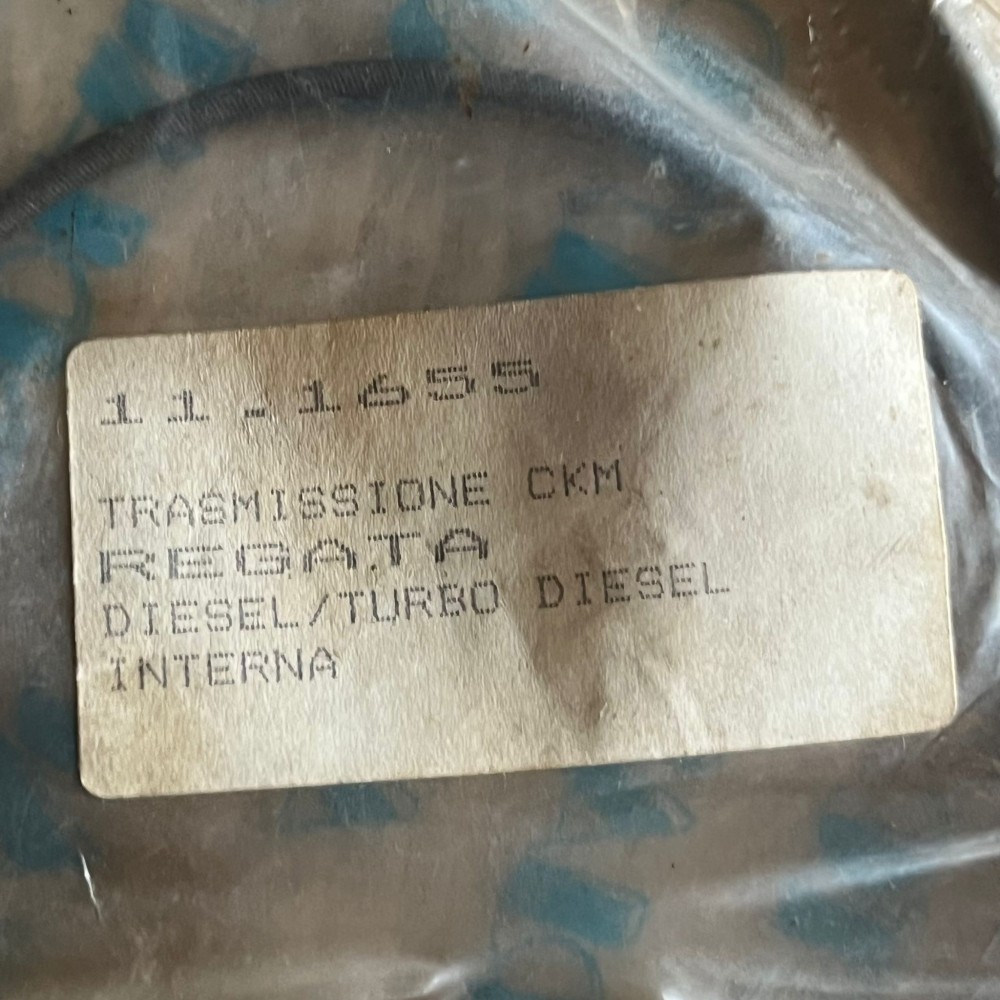 11.1655
TRASMISSIONE CKM
REGATA
DIESEL/TURBO DIESEL
INTERNA